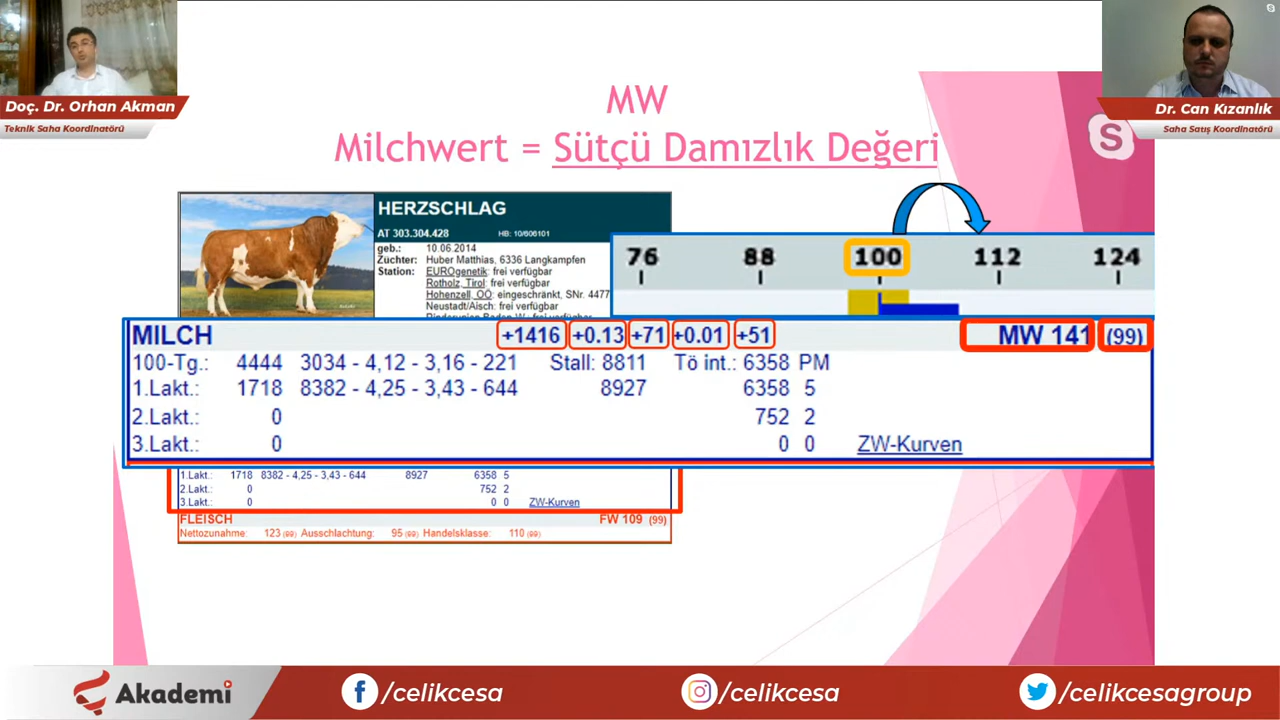 Doç. Dr. Orhan Akman
Teknik Saha Koordinatörü
Dr. Can Kızanlık
Saha Satış Koordinatörü
MW
Milchwert = Sütçü Damızlık Değeri
HERZSCHLAG
AT 303.304.428 HB: 10/606101
geb.: 10.06.2014
Züchter: Huber Matthias, 6336 Langkampfen
Station: EUROgenetik: frei verfügbar
Rotholz, Tirol: frei verfügbar
Hohenzell, OÖ: eingeschränkt, SNr. 4477
Neustadt/Aisch: frei verfügbar
76 88 100 112 124
MILCH +1416 +0.13 +71 +0.01 +51 MW 141 (99)
100-Tg.: 4444 3034 - 4,12 - 3,16 - 221 Stall: 8811 Tö int.: 6358 PM
1.Lakt.: 1718 8382 - 4,25 - 3,43 - 644 8927 6358 5
2.Lakt.: 0 752 2
3.Lakt.: 0 0 0 ZW-Kurven
1.Lakt.: 1718 8382 - 4,25 - 3,43 - 644 8927 6358 5
2.Lakt.: 0 752 2
3.Lakt.: 0 0 0 ZW-Kurven
FLEISCH FW 109 (99)
Nettozunahme: 123 (99) Ausschlachtung: 95 (99) Handelsklasse: 110 (99)
Akademi
/celikcesa
/celikcesa
/celikcesagroup